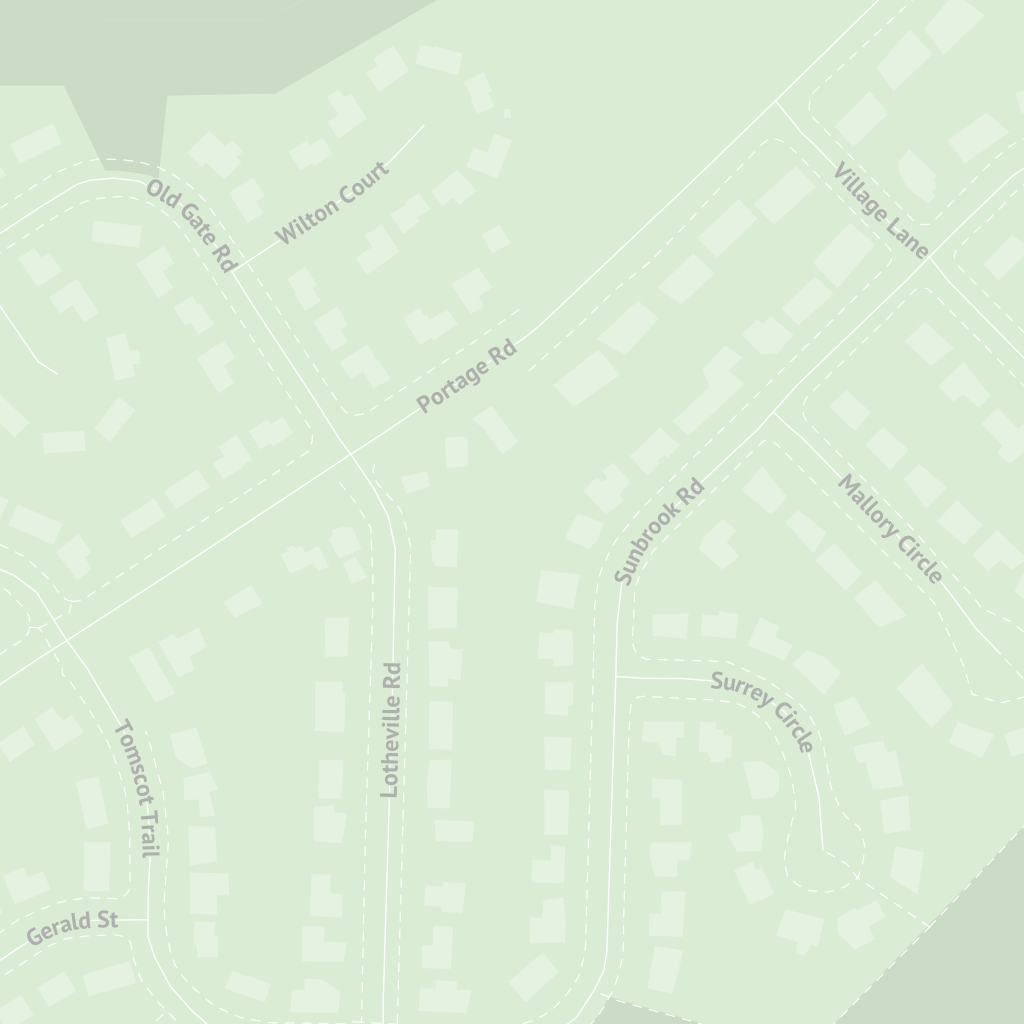 Old Gate Rd
Wilton Court
Village Lane
Portage Rd
Sunbrook Rd
Mallory Circle
Lotheville Rd
Surrey Circle
Tomscot Trail
Gerald St